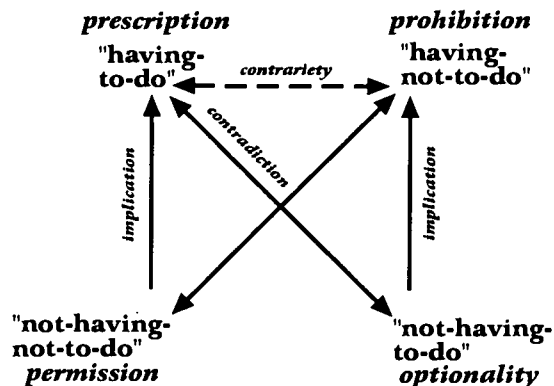 prescription
"having-
to-do"
prohibition
"having-
not-to-do"
contrariety
contradiction
implication
implication
"not-having-
not-to-do"
permission
"not-having-
to-do"
optionality